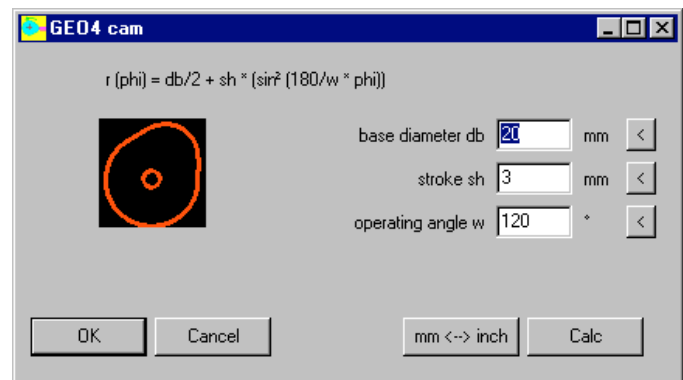 GEO4 cam
r (phi) = db/2 + sh * (sin² (180/w * phi))
base diameter db 20 mm <
stroke sh 3 mm <
operating angle w 120 ° <
OK Cancel mm <--> inch Calc